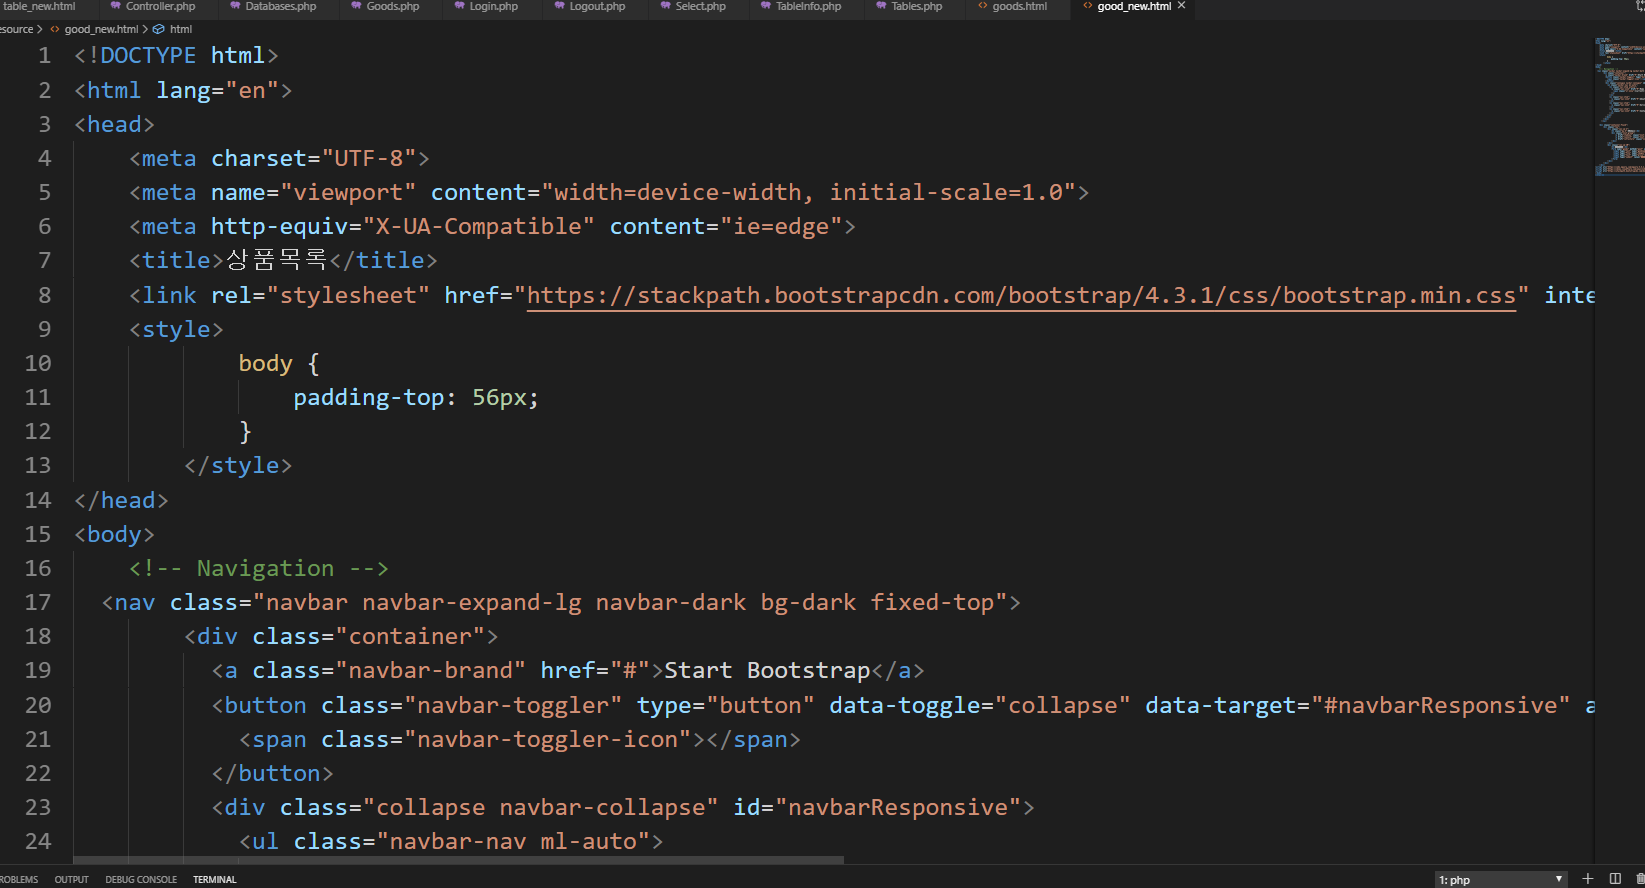 table_new.html Controller.php Databases.php Goods.php Login.php Logout.php Select.php TableInfo.php Tables.php goods.html good_new.html
esource > good_new.html > html
1 <!DOCTYPE html>
2 <html lang="en">
3 <head>
4 <meta charset="UTF-8">
5 <meta name="viewport" content="width=device-width, initial-scale=1.0">
6 <meta http-equiv="X-UA-Compatible" content="ie=edge">
7 <title>상품목록</title>
8 <link rel="stylesheet" href="https://stackpath.bootstrapcdn.com/bootstrap/4.3.1/css/bootstrap.min.css" inte
9 <style>
10 body {
11 padding-top: 56px;
12 }
13 </style>
14 </head>
15 <body>
16 <!-- Navigation -->
17 <nav class="navbar navbar-expand-lg navbar-dark bg-dark fixed-top">
18 <div class="container">
19 <a class="navbar-brand" href="#">Start Bootstrap</a>
20 <button class="navbar-toggler" type="button" data-toggle="collapse" data-target="#navbarResponsive" a
21 <span class="navbar-toggler-icon"></span>
22 </button>
23 <div class="collapse navbar-collapse" id="navbarResponsive">
24 <ul class="navbar-nav ml-auto">
ROBLEMS OUTPUT DEBUG CONSOLE TERMINAL 1: php